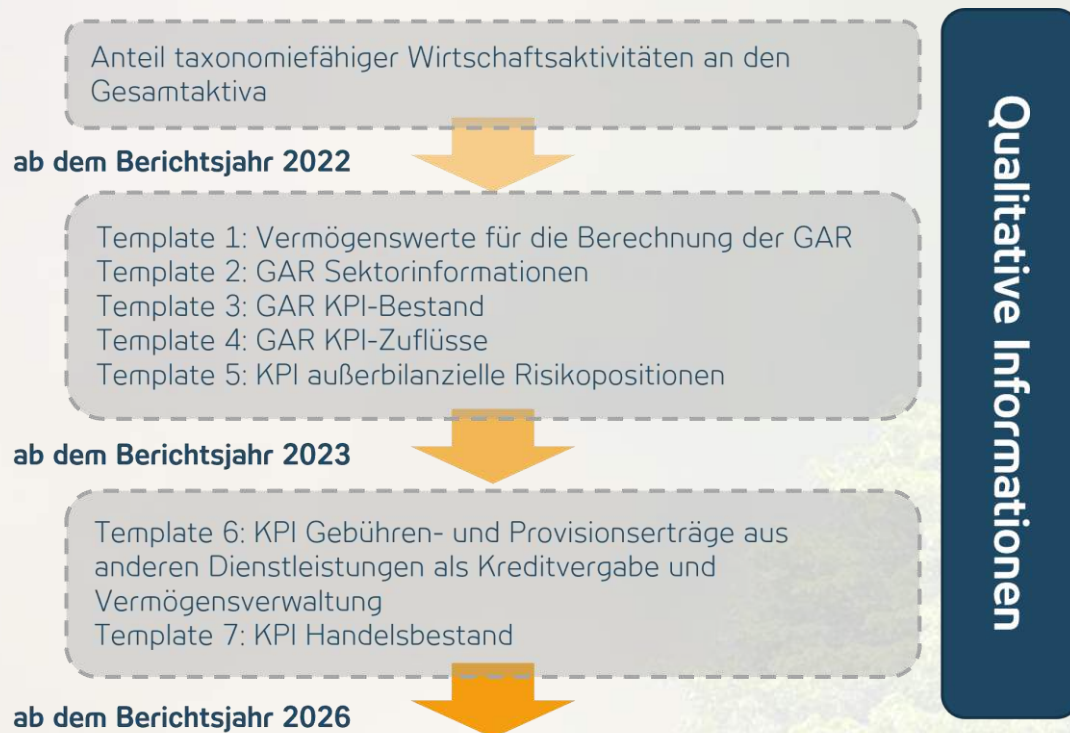 Anteil taxonomiefähiger Wirtschaftsaktivitäten an den
Gesamtaktiva
ab dem Berichtsjahr 2022
Template 1: Vermögenswerte für die Berechnung der GAR
Template 2: GAR Sektorinformationen
Template 3: GAR KPI-Bestand
Template 4: GAR KPI-Zuflüsse
Template 5: KPI außerbilanzielle Risikopositionen
ab dem Berichtsjahr 2023
Template 6: KPI Gebühren- und Provisionserträge aus
anderen Dienstleistungen als Kreditvergabe und
Vermögensverwaltung
Template 7: KPI Handelsbestand
ab dem Berichtsjahr 2026
Qualitative Informationen